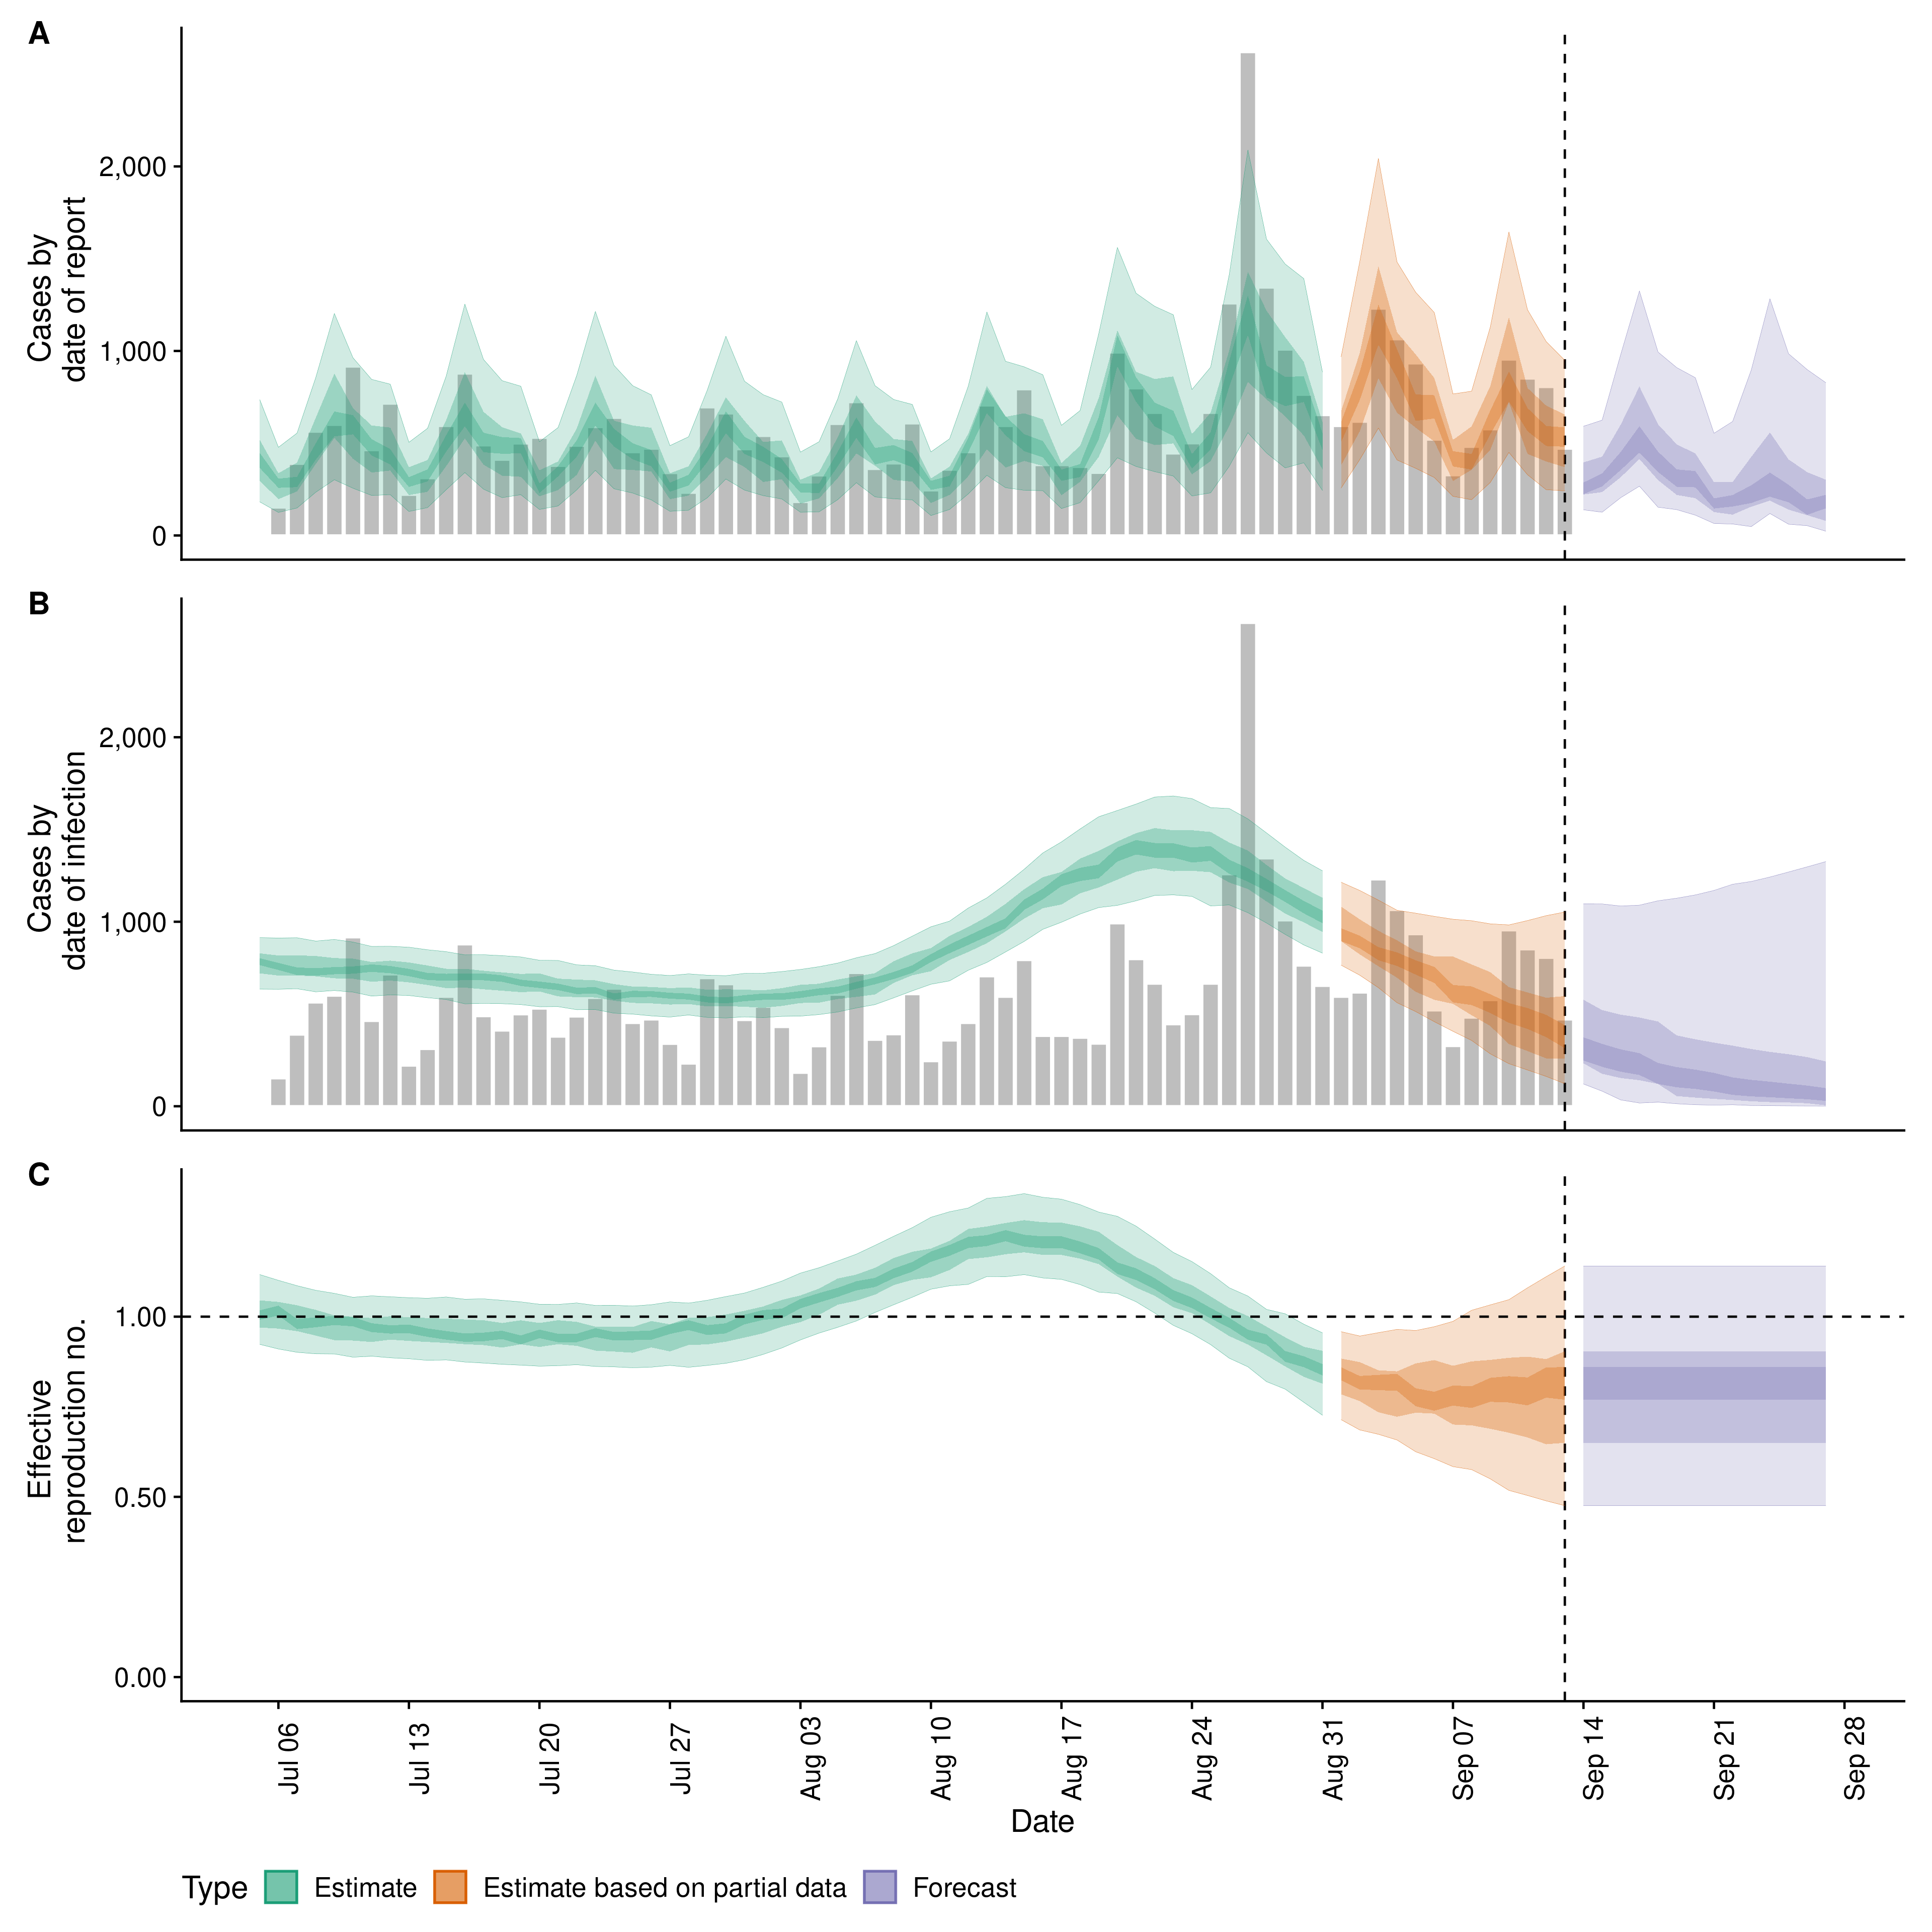 A
Cases by
date of report
2,000
1,000
0
B
Cases by
date of infection
2,000
1,000
0
C
Effective
reproduction no.
1.00
0.50
0.00
Jul 06
Jul 13
Jul 20
Jul 27
Aug 03
Aug 10
Aug 17
Aug 24
Aug 31
Sep 07
Sep 14
Sep 21
Sep 28
Date
Type Estimate Estimate based on partial data Forecast